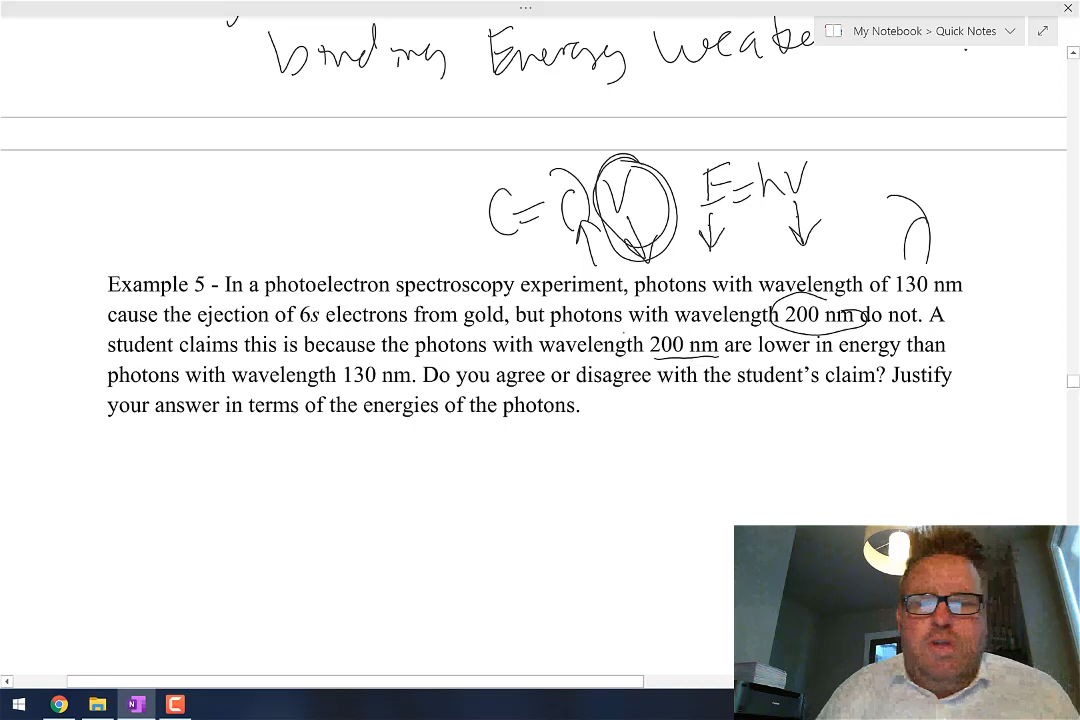 ...
My Notebook > Quick Notes
binding Energy Weake
C = λν E = hν λ
Example 5 - In a photoelectron spectroscopy experiment, photons with wavelength of 130 nm
cause the ejection of 6s electrons from gold, but photons with wavelength 200 nm do not. A
student claims this is because the photons with wavelength 200 nm are lower in energy than
photons with wavelength 130 nm. Do you agree or disagree with the student's claim? Justify
your answer in terms of the energies of the photons.